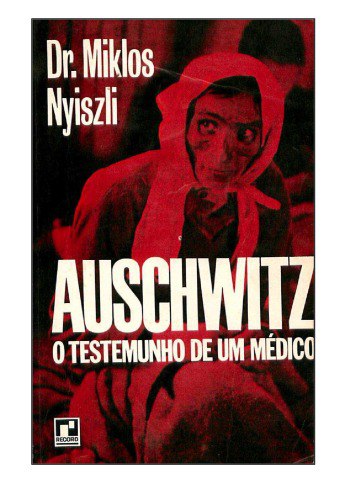 Dr. Miklos
Nyiszli
AUSCHWITZ
O TESTEMUNHO DE UM MÉDICO
RECORD